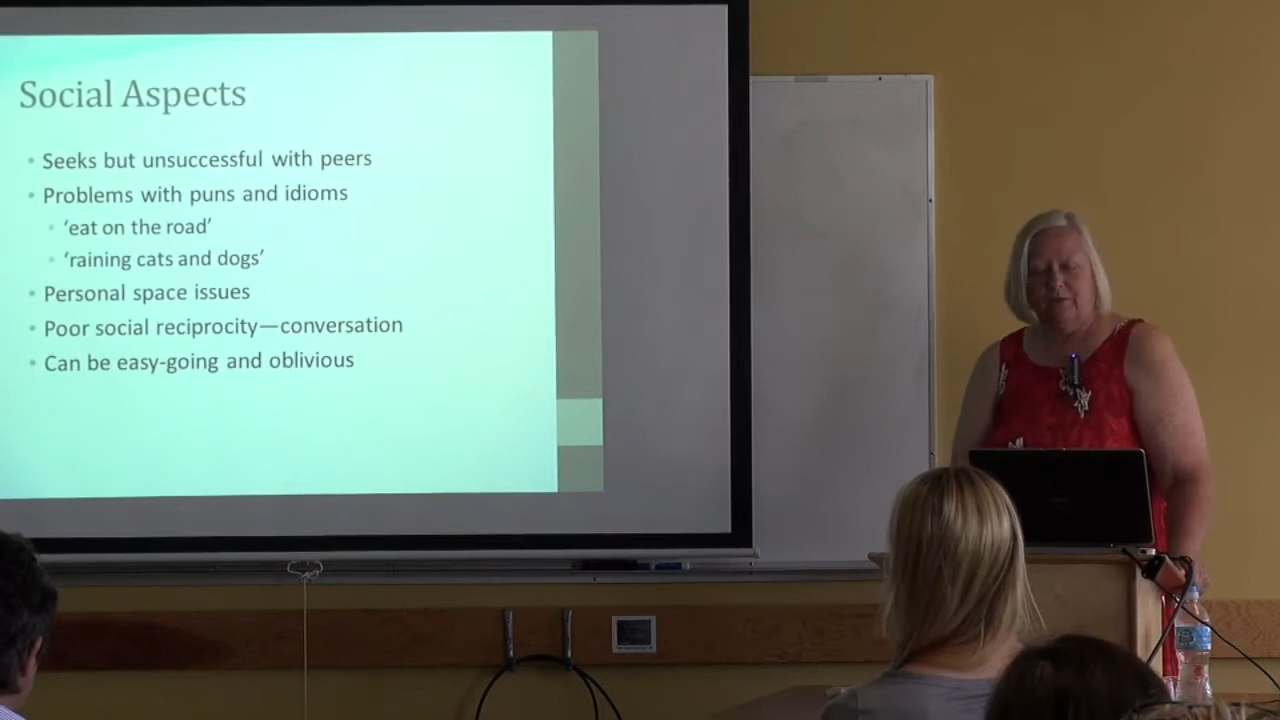 Social Aspects
• Seeks but unsuccessful with peers
• Problems with puns and idioms
• ‘eat on the road’
• ‘raining cats and dogs’
• Personal space issues
• Poor social reciprocity—conversation
• Can be easy-going and oblivious